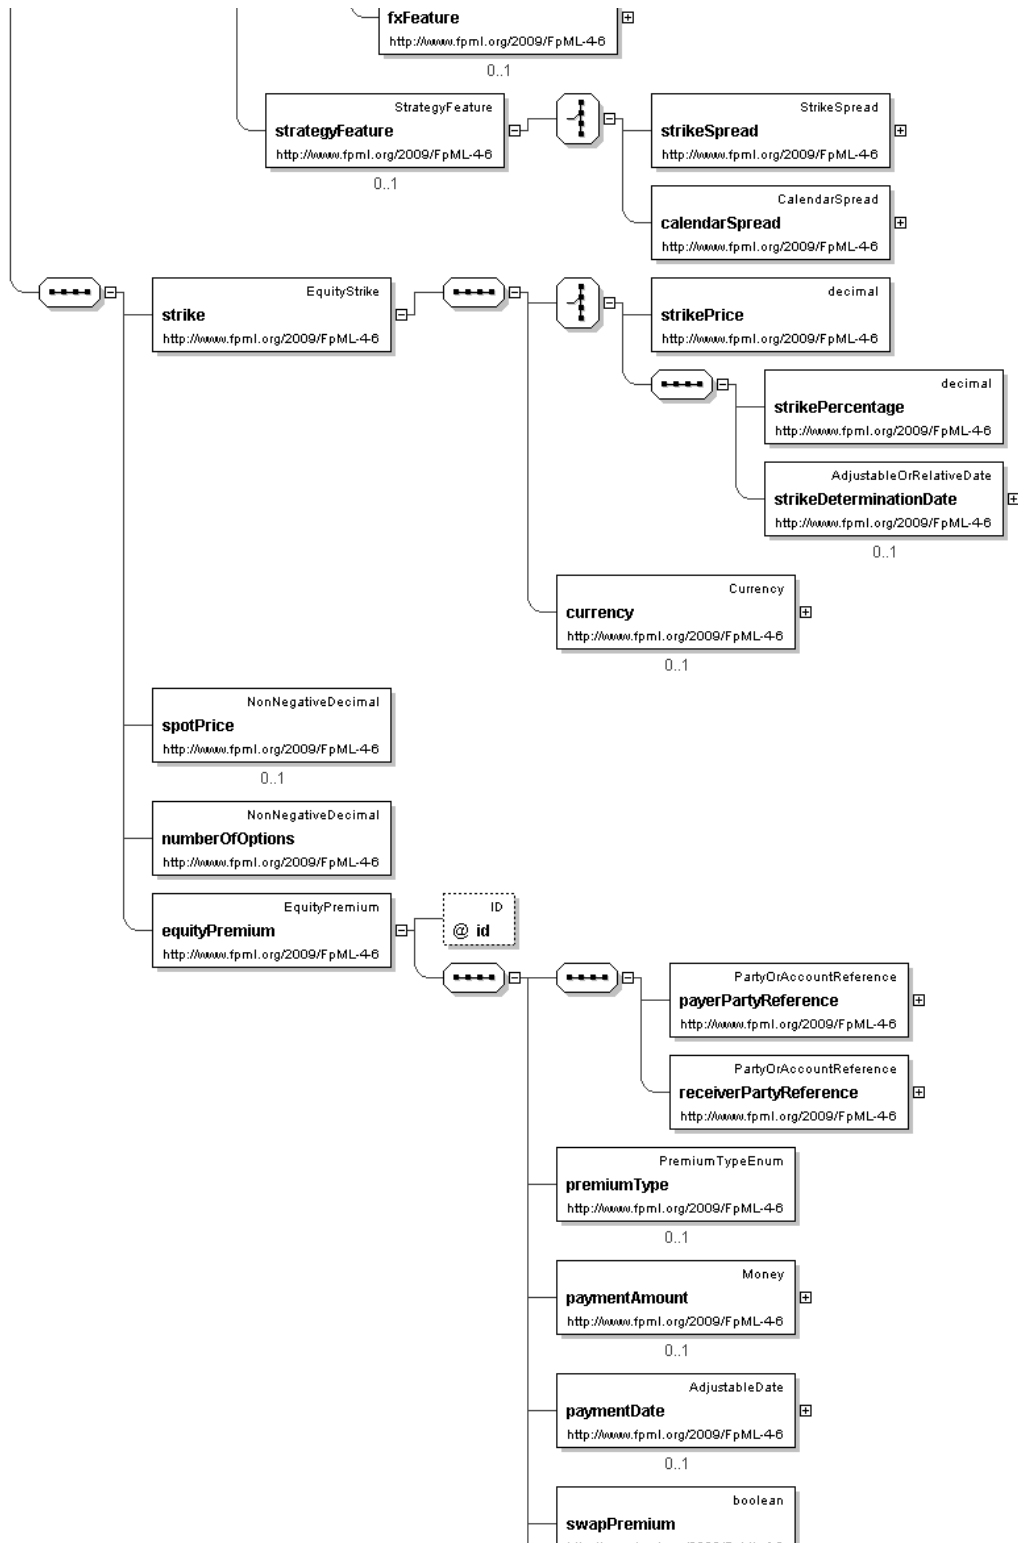 fxFeature
http://www.fpml.org/2009/FpML-4-6
0..1
StrategyFeature
strategyFeature
http://www.fpml.org/2009/FpML-4-6
0..1
StrikeSpread
strikeSpread
http://www.fpml.org/2009/FpML-4-6
CalendarSpread
calendarSpread
http://www.fpml.org/2009/FpML-4-6
EquityStrike
strike
http://www.fpml.org/2009/FpML-4-6
decimal
strikePrice
http://www.fpml.org/2009/FpML-4-6
decimal
strikePercentage
http://www.fpml.org/2009/FpML-4-6
AdjustableOrRelativeDate
strikeDeterminationDate
http://www.fpml.org/2009/FpML-4-6
0..1
Currency
currency
http://www.fpml.org/2009/FpML-4-6
0..1
NonNegativeDecimal
spotPrice
http://www.fpml.org/2009/FpML-4-6
0..1
NonNegativeDecimal
numberOfOptions
http://www.fpml.org/2009/FpML-4-6
EquityPremium
equityPremium
http://www.fpml.org/2009/FpML-4-6
ID
@ id
PartyOrAccountReference
payerPartyReference
http://www.fpml.org/2009/FpML-4-6
PartyOrAccountReference
receiverPartyReference
http://www.fpml.org/2009/FpML-4-6
PremiumTypeEnum
premiumType
http://www.fpml.org/2009/FpML-4-6
0..1
Money
paymentAmount
http://www.fpml.org/2009/FpML-4-6
0..1
AdjustableDate
paymentDate
http://www.fpml.org/2009/FpML-4-6
0..1
boolean
swapPremium